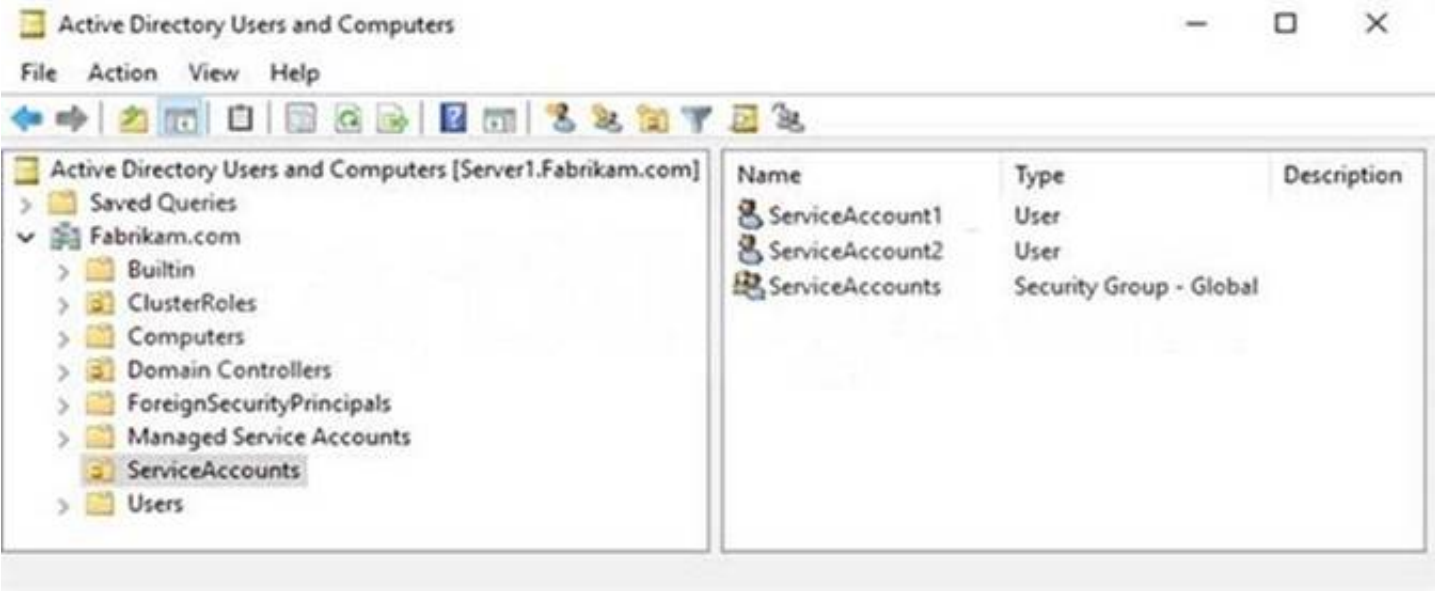 Active Directory Users and Computers
File Action View Help
Active Directory Users and Computers [Server1.Fabrikam.com]
Saved Queries
Fabrikam.com
Builtin
ClusterRoles
Computers
Domain Controllers
ForeignSecurityPrincipals
Managed Service Accounts
ServiceAccounts
Users
Name Type Description
ServiceAccount1 User
ServiceAccount2 User
ServiceAccounts Security Group - Global